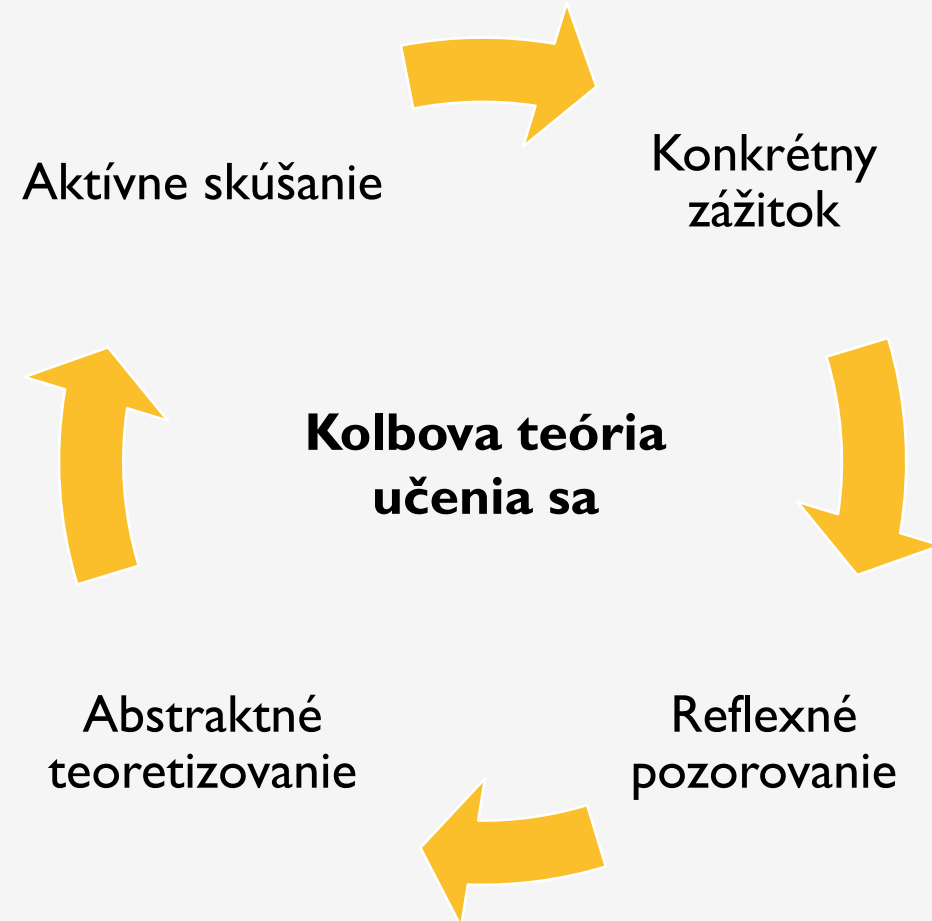 Aktívne skúšanie
Konkrétny
zážitok
Kolbova teória
učenia sa
Abstraktné
teoretizovanie
Reflexné
pozorovanie